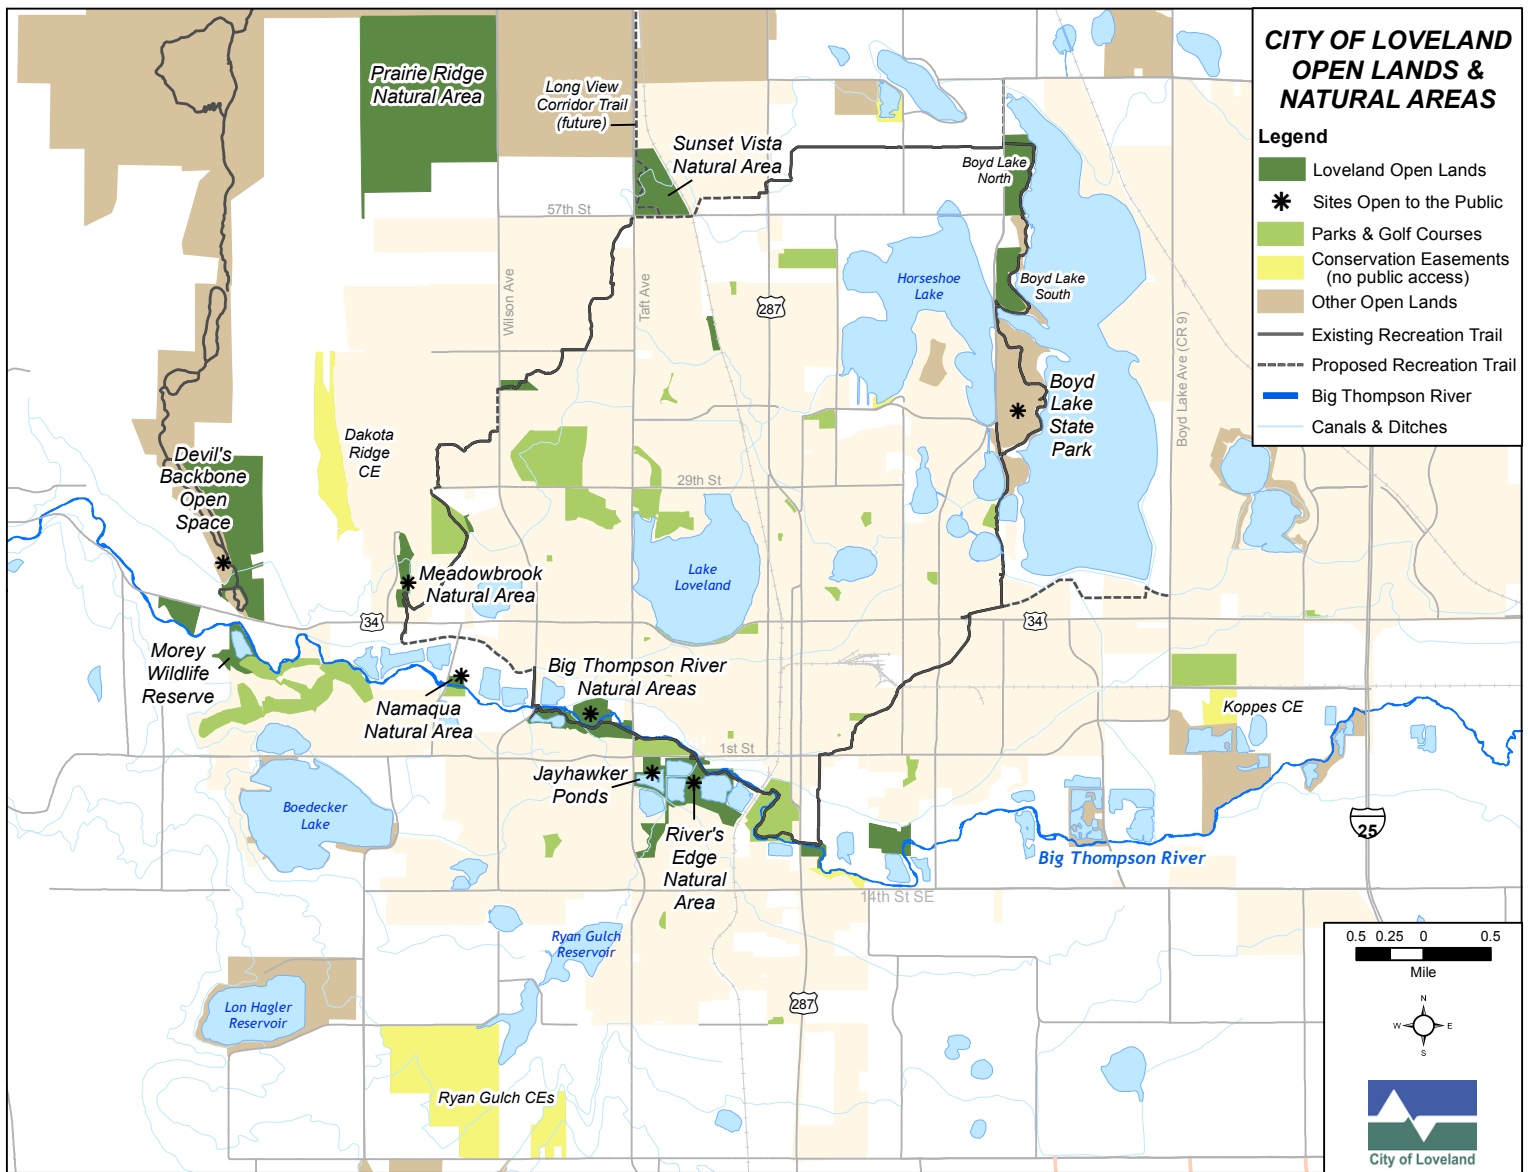 CITY OF LOVELAND
OPEN LANDS &
NATURAL AREAS
Legend
Loveland Open Lands
Sites Open to the Public
Parks & Golf Courses
Conservation Easements
(no public access)
Other Open Lands
Existing Recreation Trail
Proposed Recreation Trail
Big Thompson River
Canals & Ditches
Prairie Ridge
Natural Area
Long View
Corridor Trail
(future)
Sunset Vista
Natural Area
Boyd Lake
North
57th St
Wilson Ave
Taft Ave
287
Horseshoe
Lake
Boyd Lake
South
Boyd Lake Ave (CR 9)
Boyd
Lake
State
Park
Dakota
Ridge
CE
Devil's
Backbone
Open
Space
29th St
Lake
Loveland
Meadowbrook
Natural Area
34
34
Morey
Wildlife
Reserve
Namaqua
Natural Area
Big Thompson River
Natural Areas
Koppes CE
1st St
Jayhawker
Ponds
Boedecker
Lake
River's
Edge
Natural
Area
Big Thompson River
25
14th St SE
Ryan Gulch
Reservoir
Lon Hagler
Reservoir
287
Ryan Gulch CEs
0.5 0.25 0 0.5
Mile
N
W E
S
City of Loveland